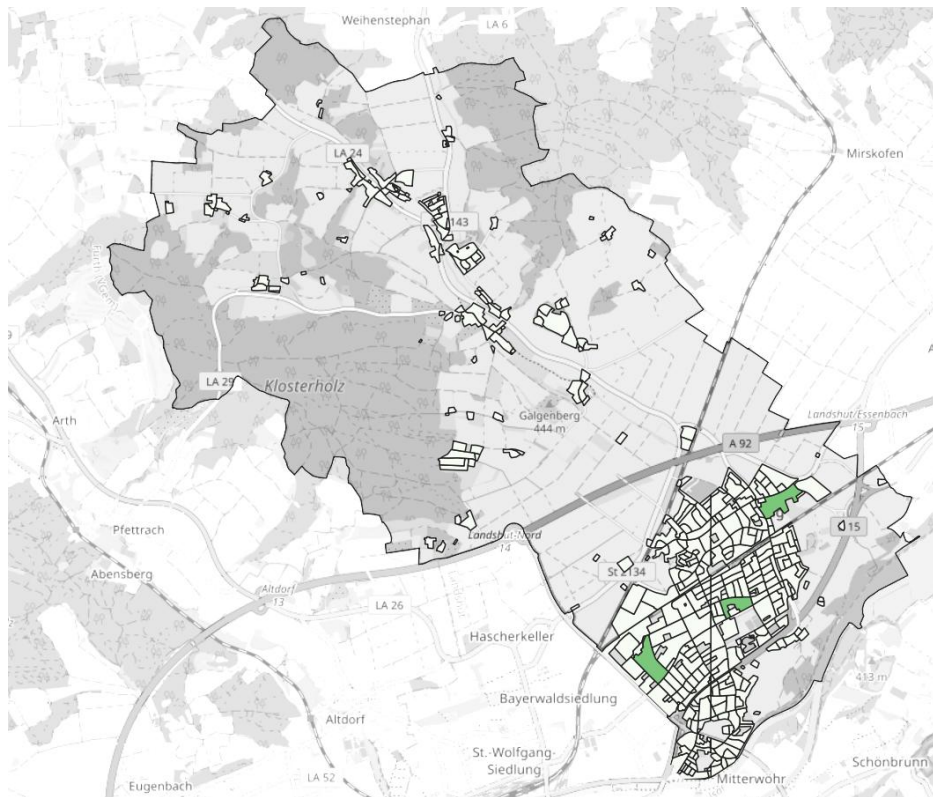 Weihenstephan
LA 6
LA 24
Mirskofen
143
LA 29
Klosterholz
Galgenberg
444 m
Landshut/Essenbach
15
Arth
A 92
Pfettrach
Landshut-Nord
14
15
g
Abensberg
Altdorf
13
St 2134
LA 26
Hascherkeller
413 m
Bayerwaldsiedlung
Altdorf
St.-Wolfgang-
Siedlung
Schönbrunn
LA 52
Mitterwöhr
Eugenbach